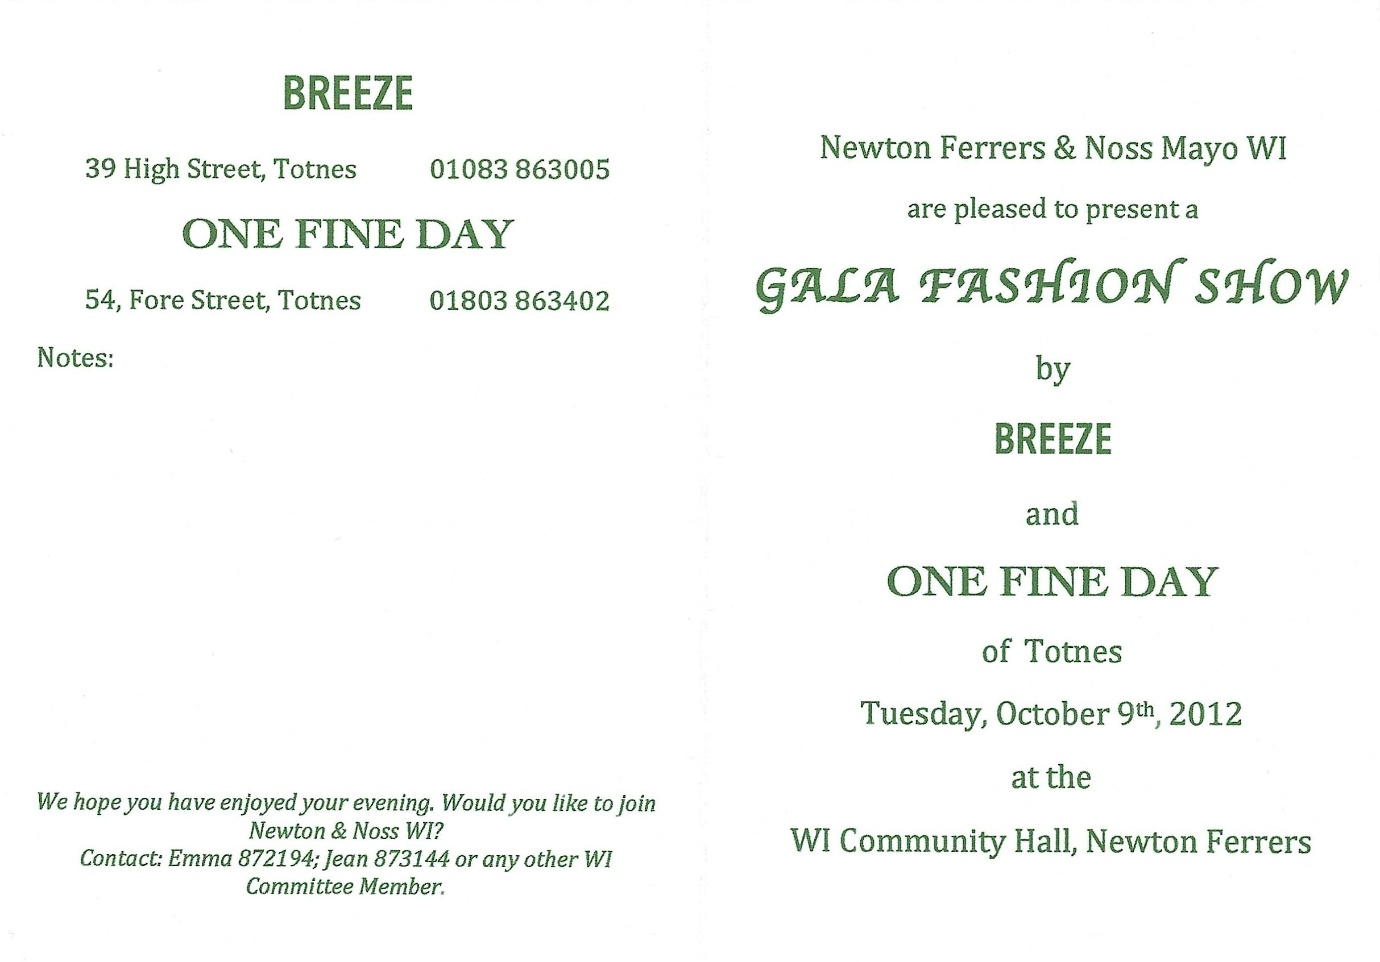 BREEZE
39 High Street, Totnes 01083 863005
ONE FINE DAY
54, Fore Street, Totnes 01803 863402
Notes:
We hope you have enjoyed your evening. Would you like to join
Newton & Noss WI?
Contact: Emma 872194; Jean 873144 or any other WI
Committee Member.
Newton Ferrers & Noss Mayo WI
are pleased to present a
GALA FASHION SHOW
by
BREEZE
and
ONE FINE DAY
of Totnes
Tuesday, October 9th, 2012
at the
WI Community Hall, Newton Ferrers